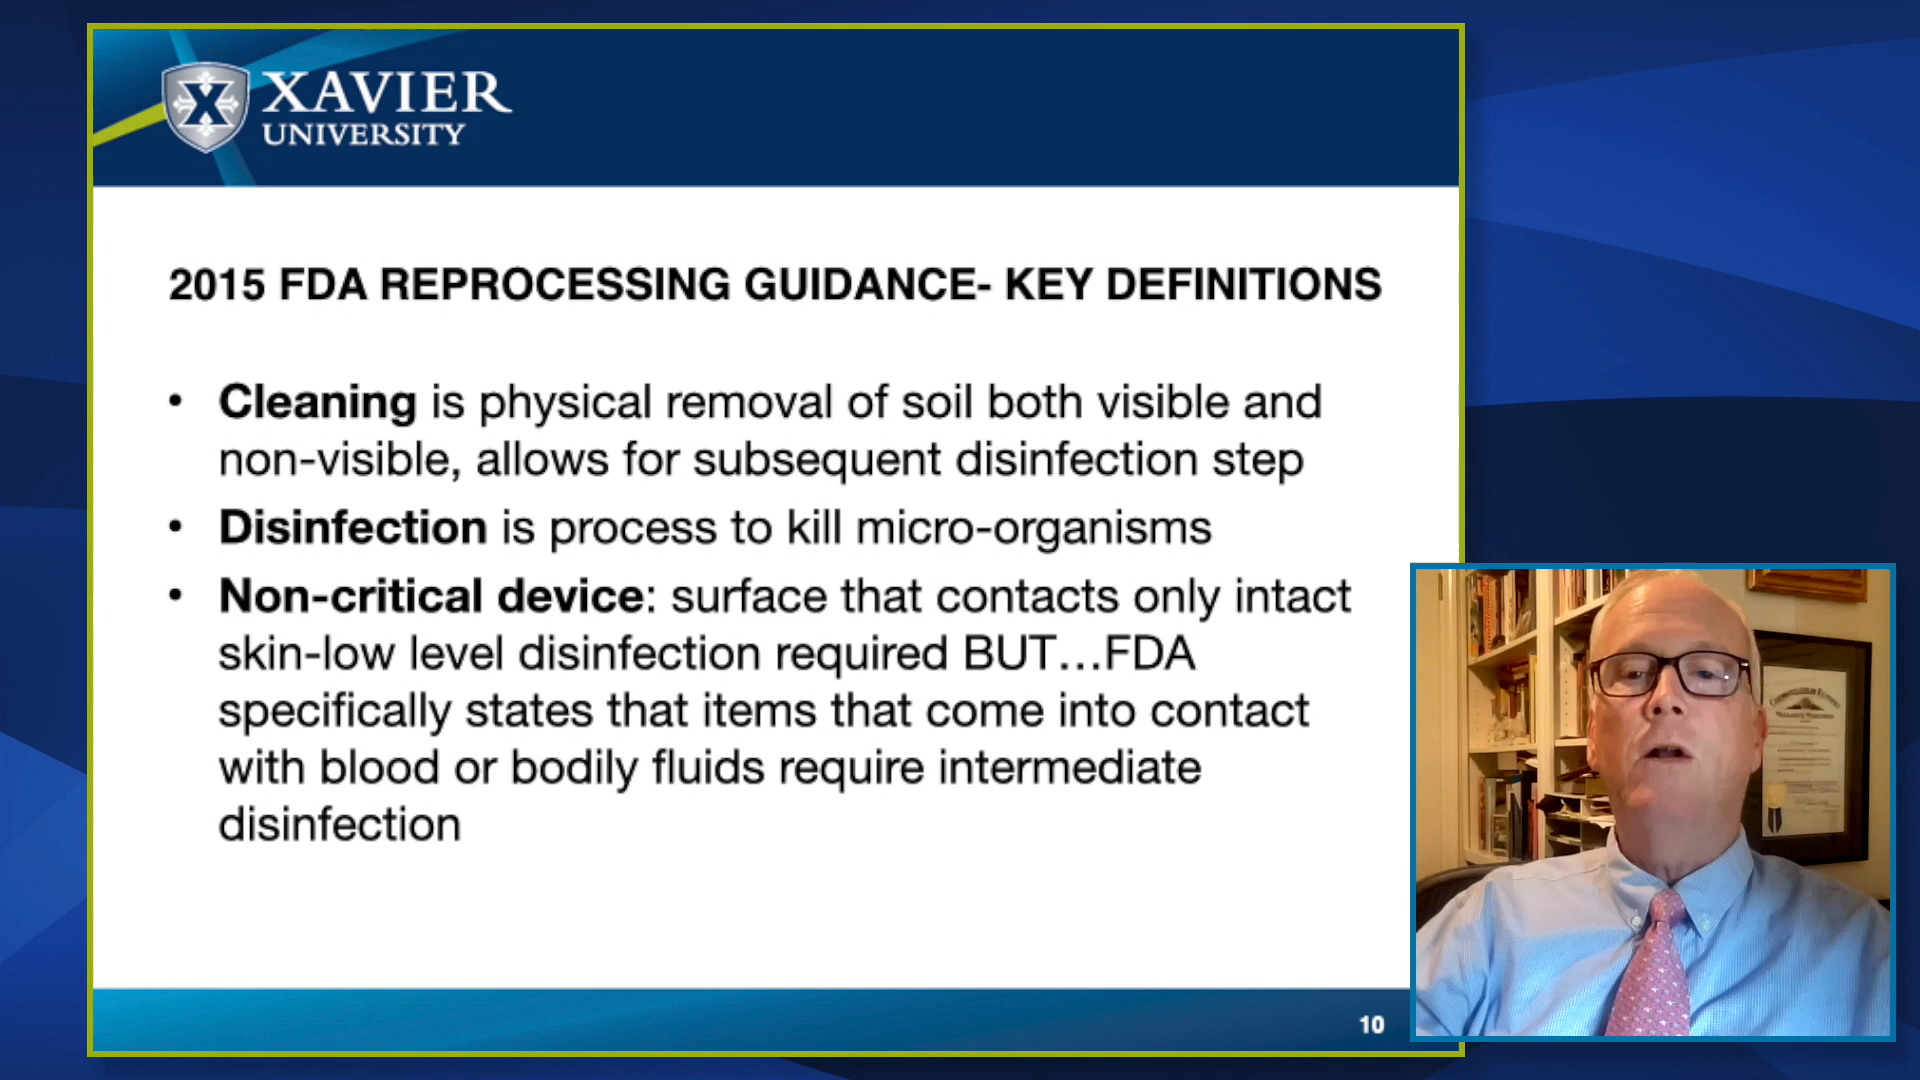 XAVIER
UNIVERSITY
2015 FDA REPROCESSING GUIDANCE- KEY DEFINITIONS
• Cleaning is physical removal of soil both visible and
non-visible, allows for subsequent disinfection step
• Disinfection is process to kill micro-organisms
• Non-critical device: surface that contacts only intact
skin-low level disinfection required BUT...FDA
specifically states that items that come into contact
with blood or bodily fluids require intermediate
disinfection
10